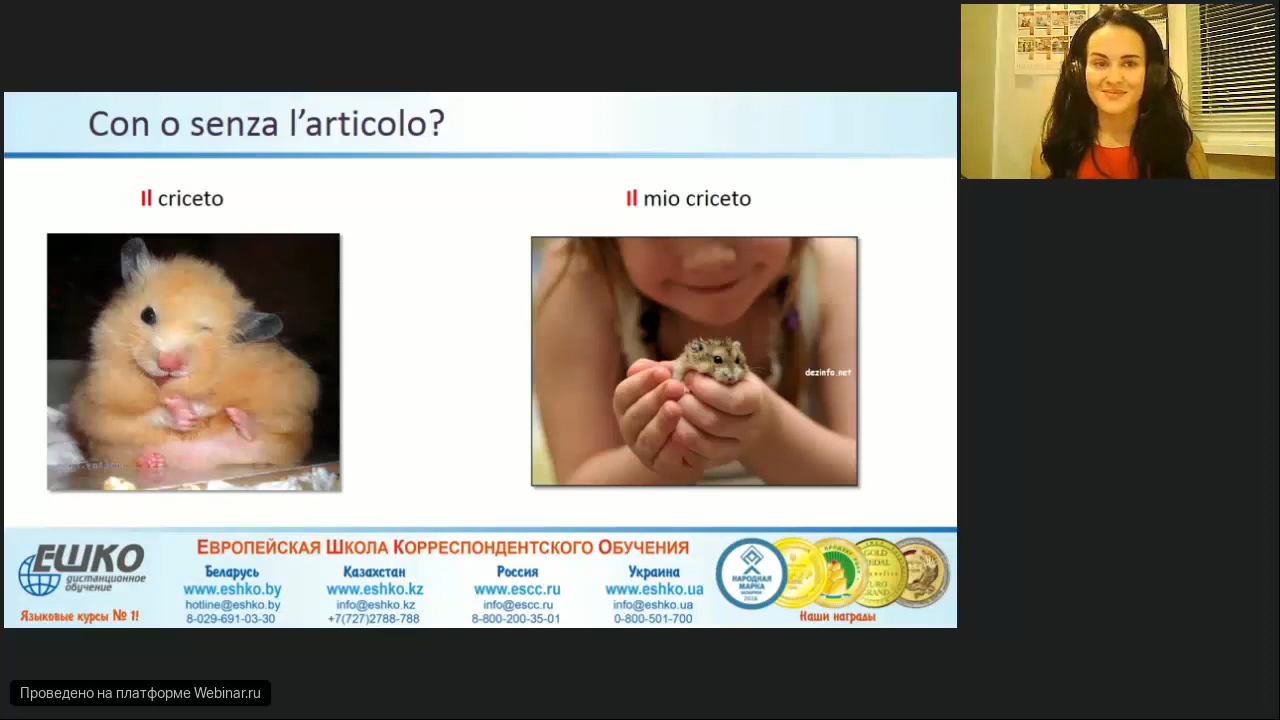 Con o senza l’articolo?
Il criceto
Il mio criceto
dezinfo.net
ЕШКО
дистанционное
обучение
Языковые курсы № 1!
Европейская Школа Корреспондентского Обучения
Беларусь
www.eshko.by
hotline@eshko.by
8-029-691-03-30
Казахстан
www.eshko.kz
info@eshko.kz
+7(727)2788-788
Россия
www.escc.ru
info@escc.ru
8-800-200-35-01
Украина
www.eshko.ua
info@eshko.ua
0-800-501-700
НАРОДНАЯ
МАРКА
GOLD
Наши награды
Проведено на платформе Webinar.ru